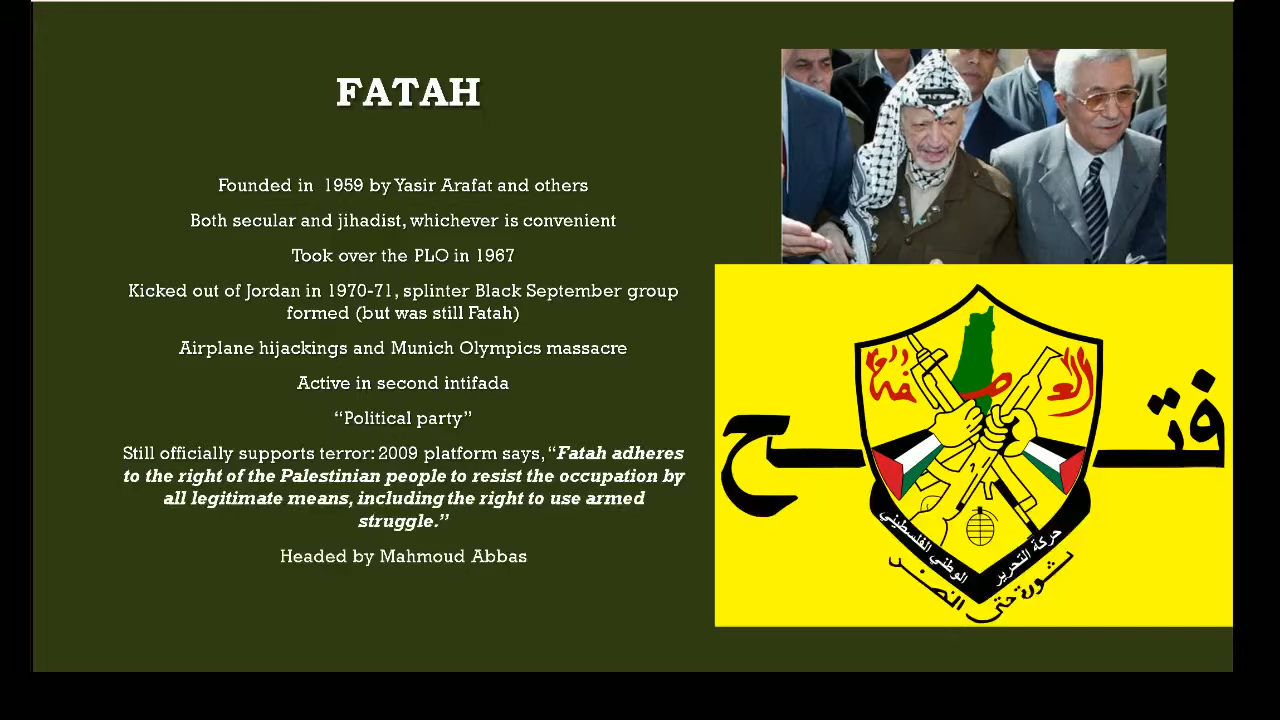 FATAH
Founded in 1959 by Yasir Arafat and others
Both secular and jihadist, whichever is convenient
Took over the PLO in 1967
Kicked out of Jordan in 1970-71, splinter Black September group
formed (but was still Fatah)
Airplane hijackings and Munich Olympics massacre
Active in second intifada
“Political party”
Still officially supports terror: 2009 platform says, “Fatah adheres
to the right of the Palestinian people to resist the occupation by
all legitimate means, including the right to use armed
struggle.”
Headed by Mahmoud Abbas
فتح
العاصفة
حركة التحرير
الوطني الفلسطيني
ثورة حتى النصر